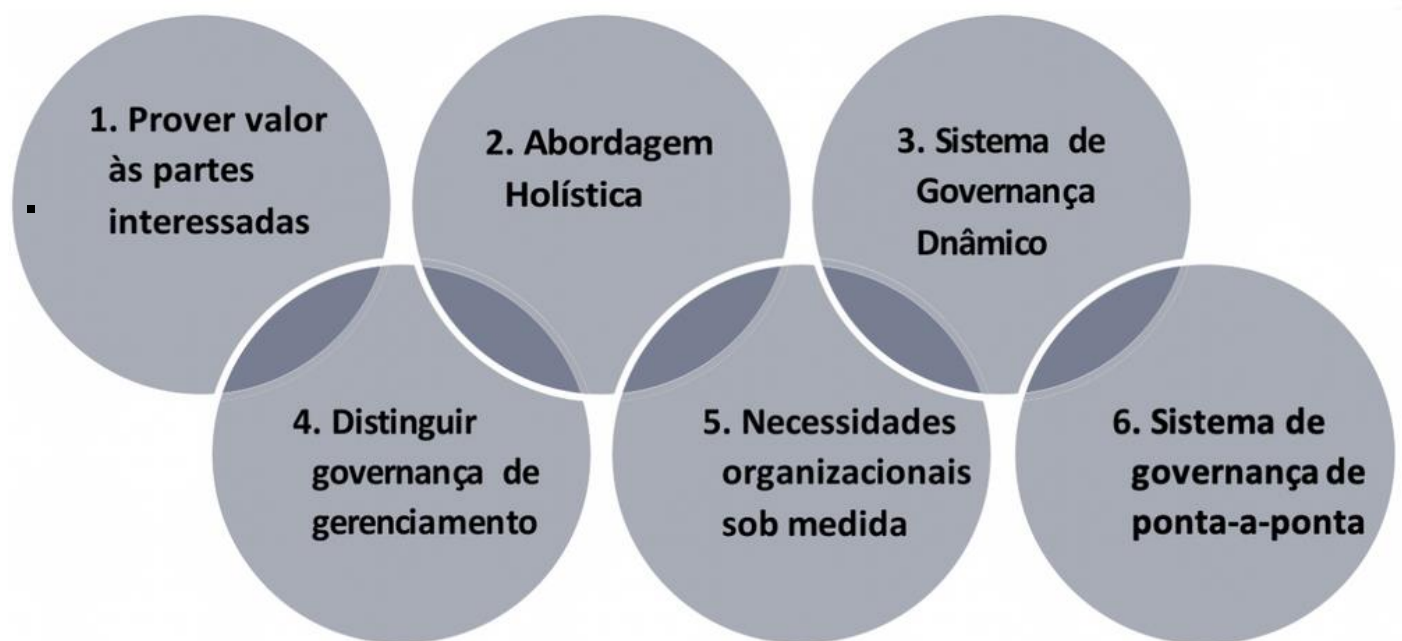 1. Prover valor
às partes
interessadas
2. Abordagem
Holística
3. Sistema de
Governança
Dnâmico
4. Distinguir
governança de
gerenciamento
5. Necessidades
organizacionais
sob medida
6. Sistema de
governança de
ponta-a-ponta